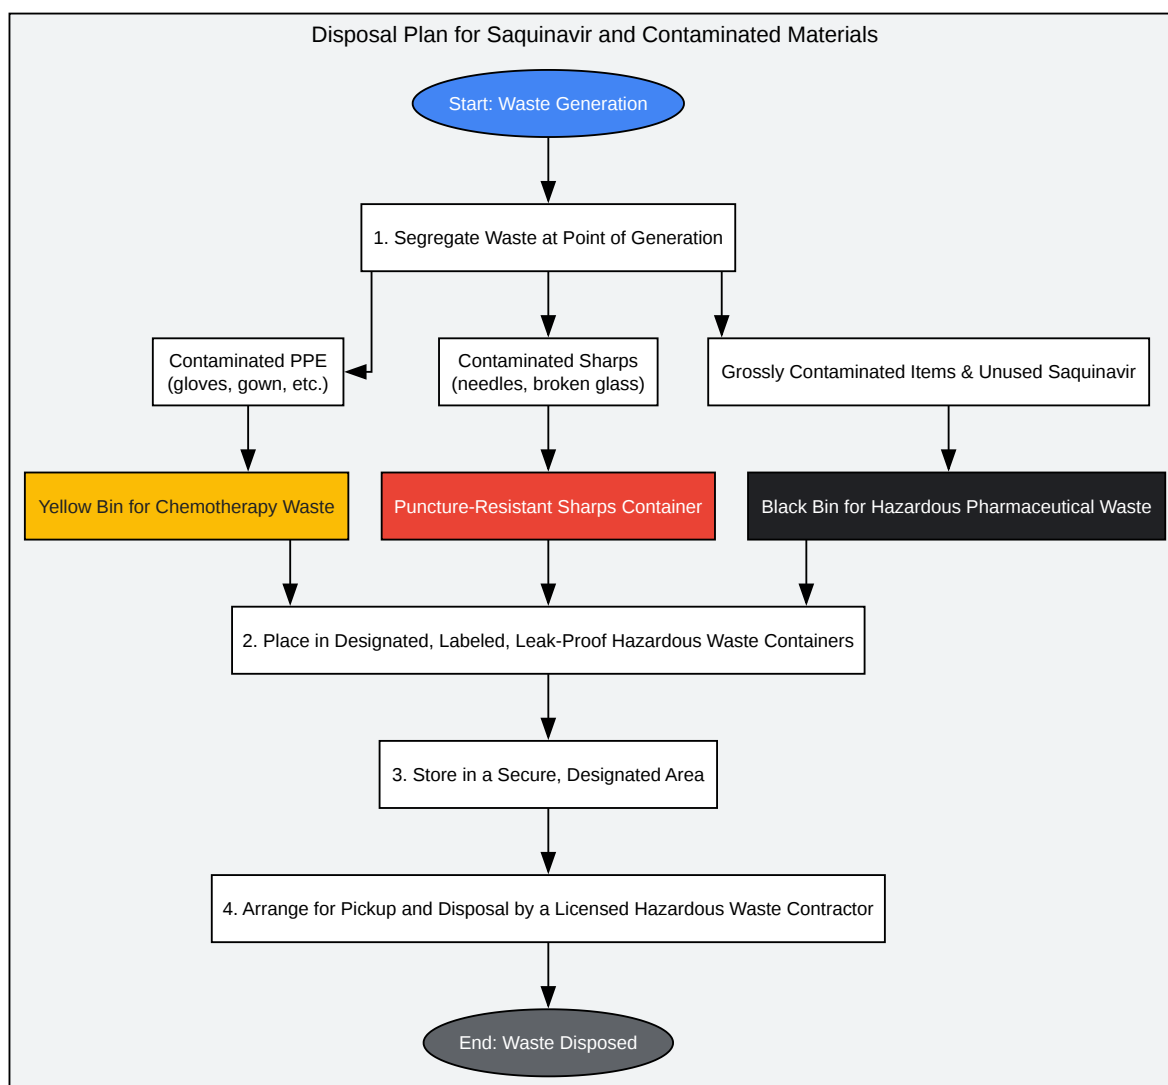 Disposal Plan for Saquinavir and Contaminated Materials
Start: Waste Generation
1. Segregate Waste at Point of Generation
Contaminated PPE
(gloves, gown, etc.)
Contaminated Sharps
(needles, broken glass)
Grossly Contaminated Items & Unused Saquinavir
Yellow Bin for Chemotherapy Waste
Puncture-Resistant Sharps Container
Black Bin for Hazardous Pharmaceutical Waste
2. Place in Designated, Labeled, Leak-Proof Hazardous Waste Containers
3. Store in a Secure, Designated Area
4. Arrange for Pickup and Disposal by a Licensed Hazardous Waste Contractor
End: Waste Disposed